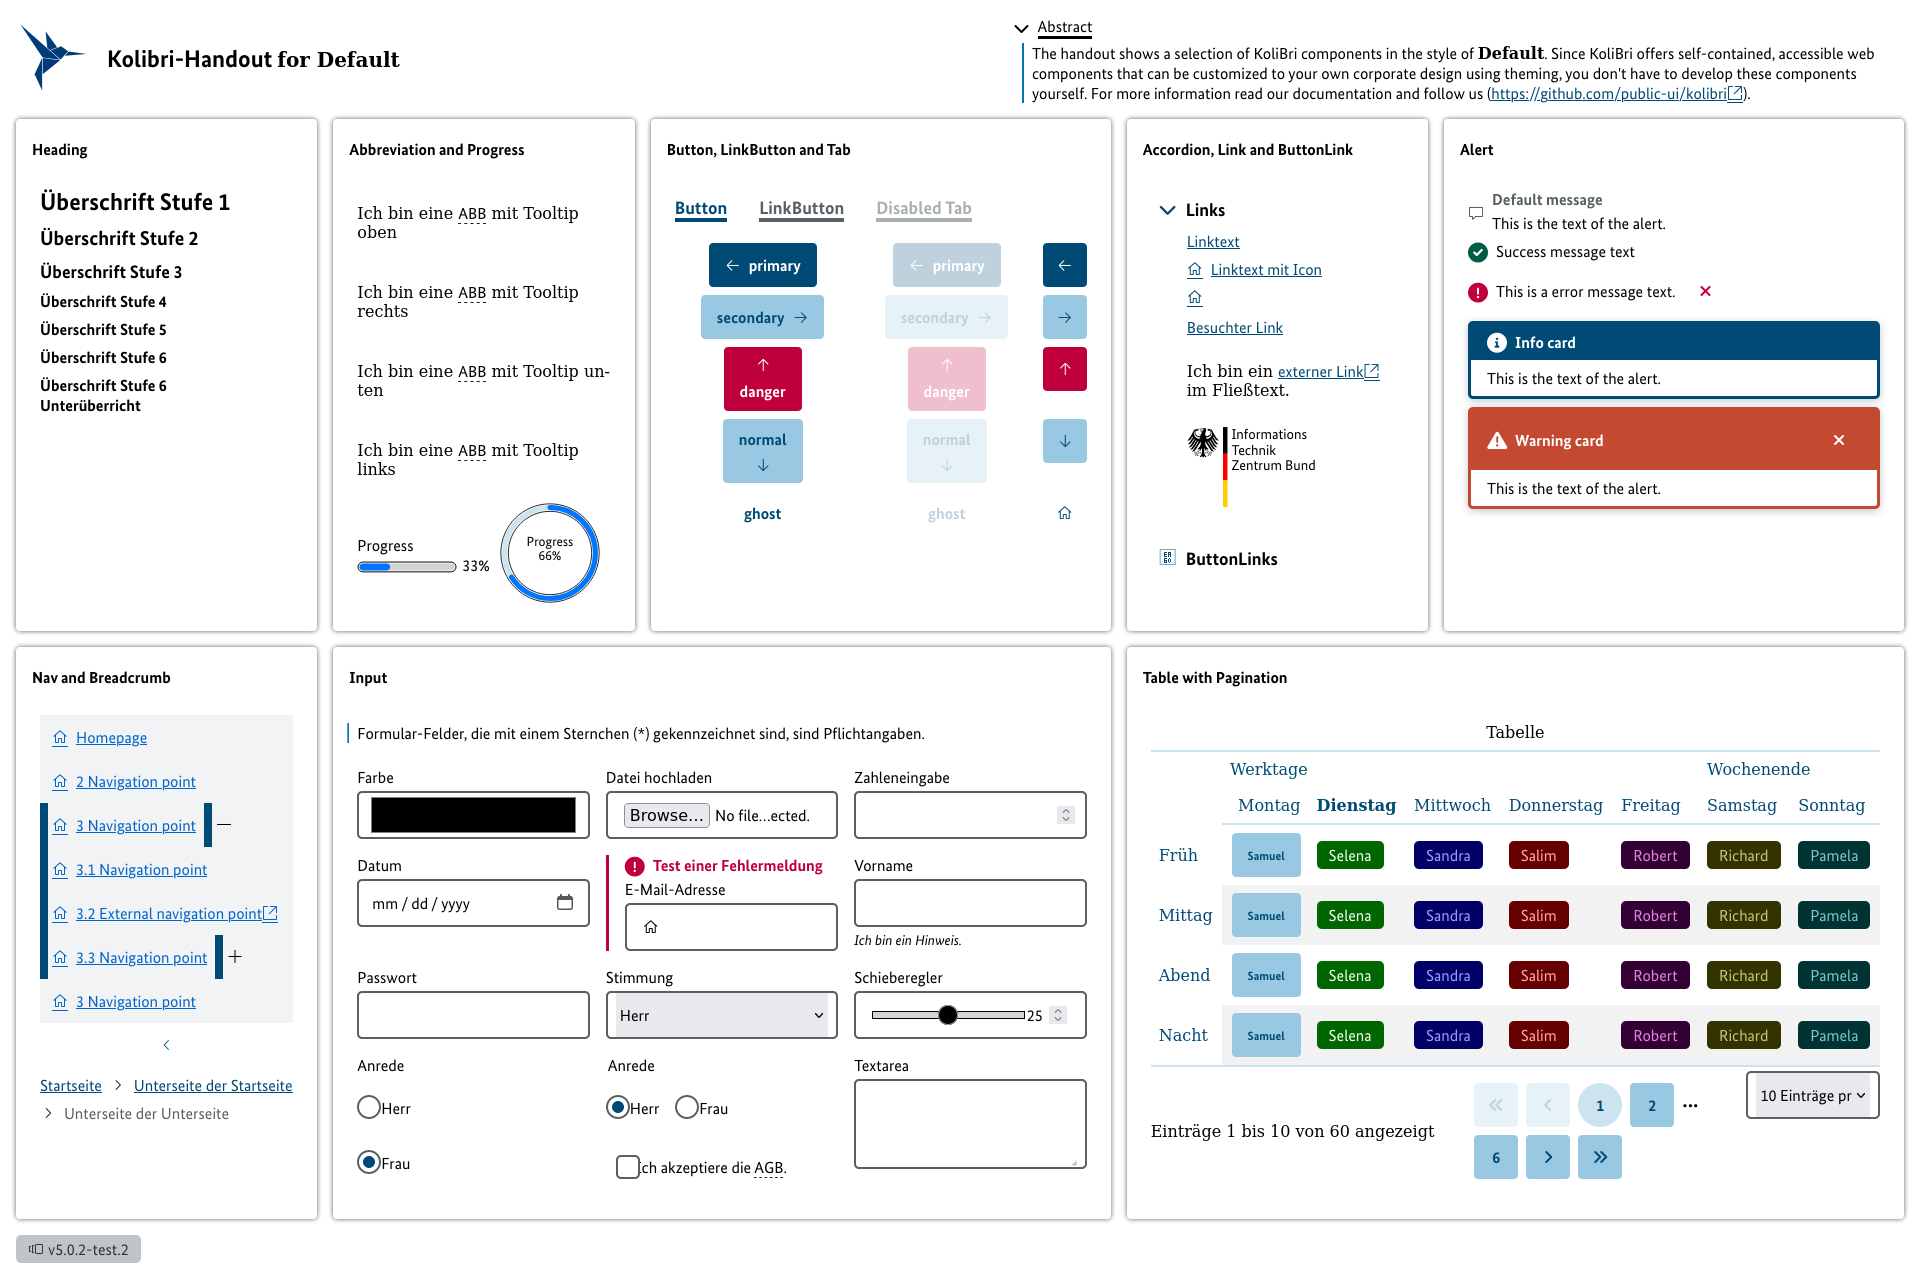 Kolibri-Handout for Default
Abstract
The handout shows a selection of KoliBri components in the style of Default. Since KoliBri offers self-contained, accessible web
components that can be customized to your own corporate design using theming, you don't have to develop these components
yourself. For more information read our documentation and follow us (https://github.com/public-ui/kolibri).
Heading
Überschrift Stufe 1
Überschrift Stufe 2
Überschrift Stufe 3
Überschrift Stufe 4
Überschrift Stufe 5
Überschrift Stufe 6
Überschrift Stufe 6
Unterüberricht
Abbreviation and Progress
Ich bin eine ABB mit Tooltip
oben
Ich bin eine ABB mit Tooltip
rechts
Ich bin eine ABB mit Tooltip un-
ten
Ich bin eine ABB mit Tooltip
links
Progress
33%
Progress
66%
Button, LinkButton and Tab
Button LinkButton Disabled Tab
primary primary
secondary secondary
danger danger
normal normal
ghost ghost
Accordion, Link and ButtonLink
Links
Linktext
Linktext mit Icon
Besuchter Link
Ich bin ein externer Link
im Fließtext.
Informations
Technik
Zentrum Bund
ButtonLinks
Alert
Default message
This is the text of the alert.
Success message text
This is a error message text.
Info card
This is the text of the alert.
Warning card
This is the text of the alert.
Nav and Breadcrumb
Homepage
2 Navigation point
3 Navigation point
3.1 Navigation point
3.2 External navigation point
3.3 Navigation point
3 Navigation point
Startseite > Unterseite der Startseite
> Unterseite der Unterseite
Input
Formular-Felder, die mit einem Sternchen (*) gekennzeichnet sind, sind Pflichtangaben.
Farbe
Datei hochladen
Browse... No file...ected.
Zahleneingabe
Datum
mm / dd / yyyy
Test einer Fehlermeldung
E-Mail-Adresse
Vorname
Ich bin ein Hinweis.
Passwort
Stimmung
Herr
Schieberegler
25
Anrede
Herr
Frau
Anrede
Herr Frau
Ich akzeptiere die AGB.
Textarea
Table with Pagination
Tabelle
Werktage Wochenende
Montag Dienstag Mittwoch Donnerstag Freitag Samstag Sonntag
Früh Samuel Selena Sandra Salim Robert Richard Pamela
Mittag Samuel Selena Sandra Salim Robert Richard Pamela
Abend Samuel Selena Sandra Salim Robert Richard Pamela
Nacht Samuel Selena Sandra Salim Robert Richard Pamela
Einträge 1 bis 10 von 60 angezeigt
1 2 ...
6
10 Einträge pr
v5.0.2-test.2